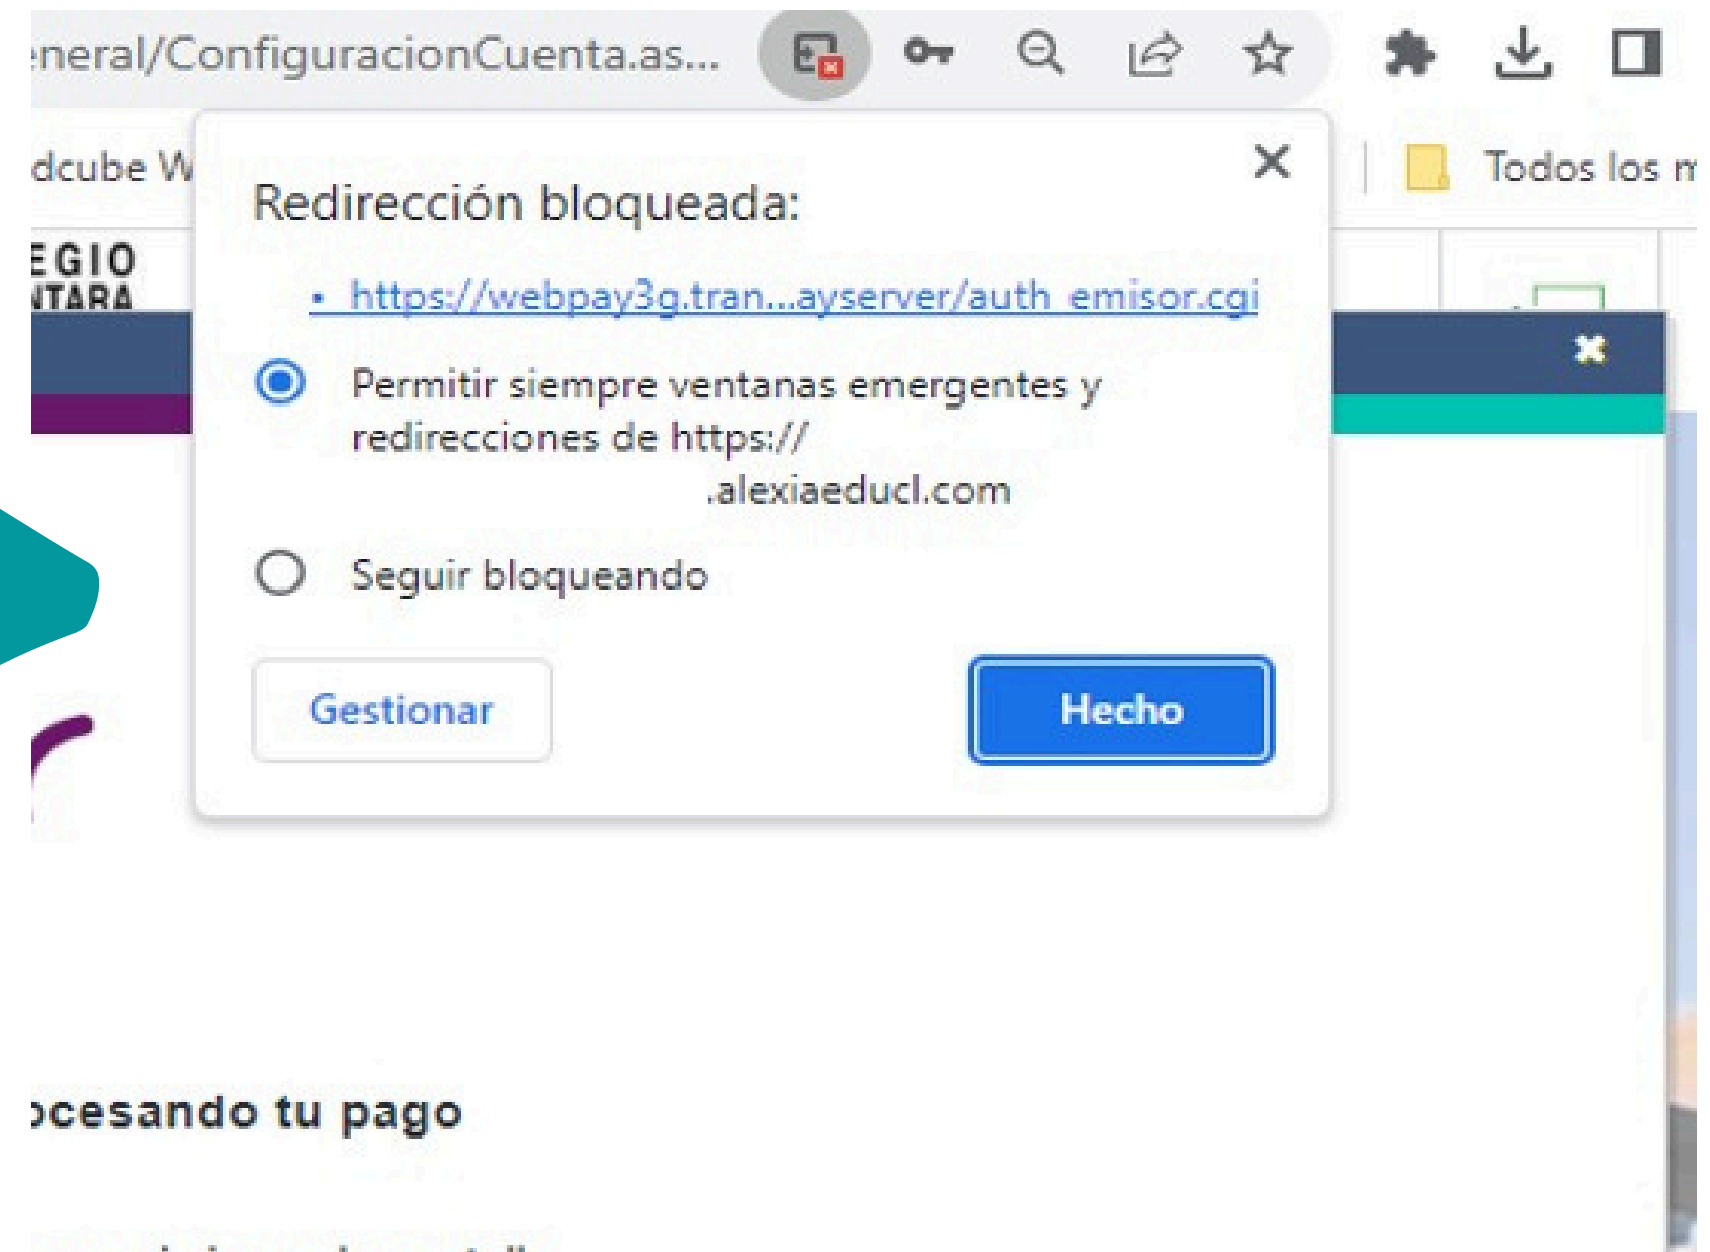 eneral/ConfiguracionCuenta.as...
dcube W
Todos los m
EGIO
NTARA
Redirección bloqueada:
• https://webpay3g.tran...ayserver/auth_emisor.cgi
Permitir siempre ventanas emergentes y
redirecciones de https://
.alexiaeducl.com
Seguir bloqueando
Gestionar
Hecho
ocesando tu pago